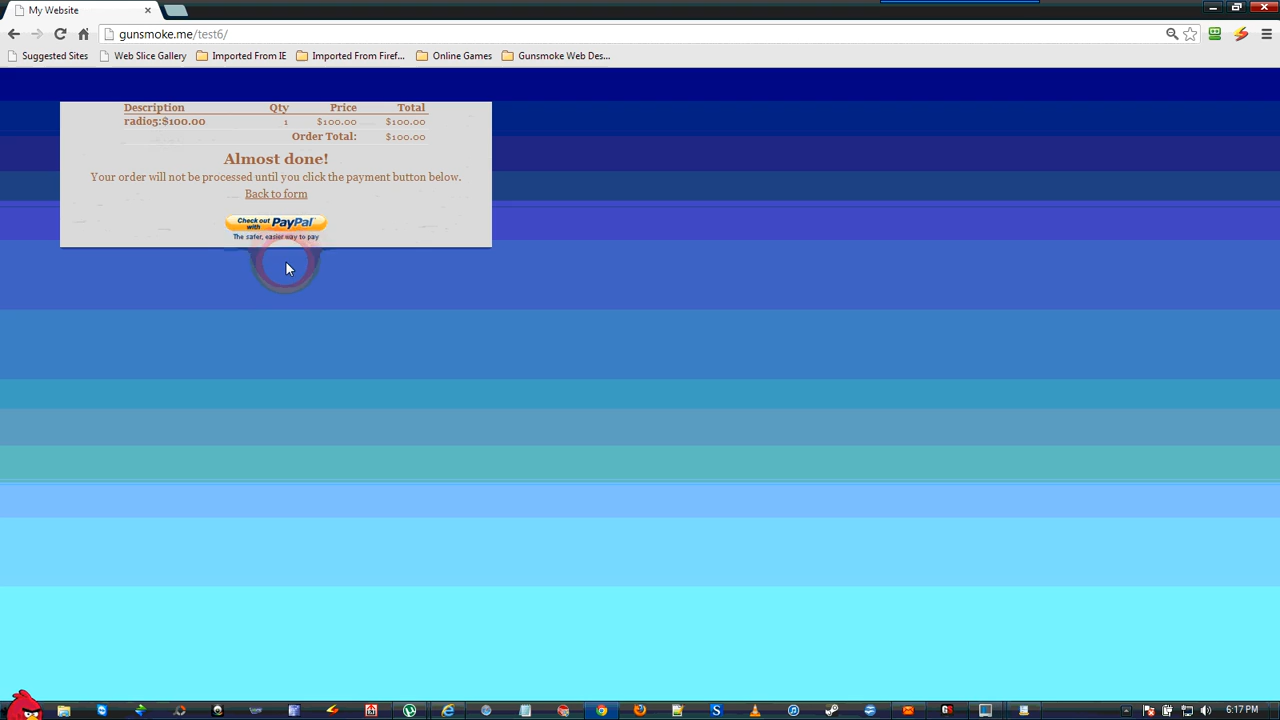 My Website
gunsmoke.me/test6/
Suggested Sites Web Slice Gallery Imported From IE Imported From Firef... Online Games Gunsmoke Web Des...
Description Qty Price Total
radio5:$100.00 1 $100.00 $100.00
Order Total: $100.00
Almost done!
Your order will not be processed until you click the payment button below.
Back to form
Check out with PayPal
The safer, easier way to pay
6:17 PM